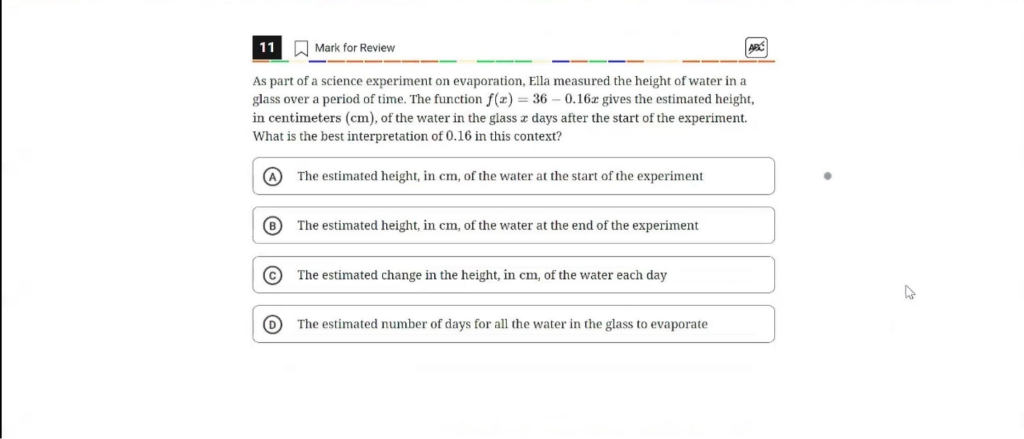 11 Mark for Review ABC
As part of a science experiment on evaporation, Ella measured the height of water in a
glass over a period of time. The function f(x) = 36 − 0.16x gives the estimated height,
in centimeters (cm), of the water in the glass x days after the start of the experiment.
What is the best interpretation of 0.16 in this context?
A The estimated height, in cm, of the water at the start of the experiment
B The estimated height, in cm, of the water at the end of the experiment
C The estimated change in the height, in cm, of the water each day
D The estimated number of days for all the water in the glass to evaporate